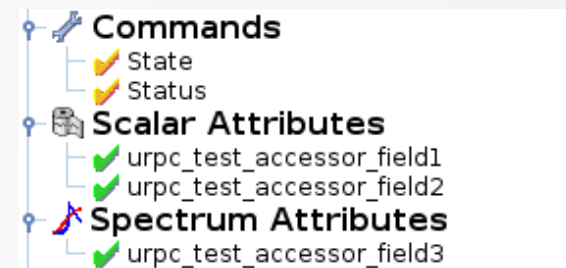 Commands
State
Status
Scalar Attributes
urpc_test_accessor_field1
urpc_test_accessor_field2
Spectrum Attributes
urpc_test_accessor_field3